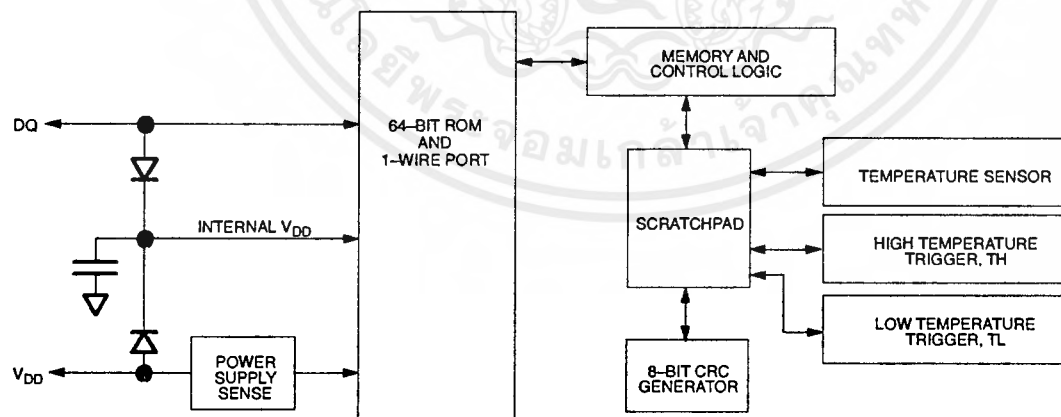 DQ
64–BIT ROM
AND
1–WIRE PORT
INTERNAL VDD
VDD
POWER
SUPPLY
SENSE
MEMORY AND
CONTROL LOGIC
SCRATCHPAD
8–BIT CRC
GENERATOR
TEMPERATURE SENSOR
HIGH TEMPERATURE
TRIGGER, TH
LOW TEMPERATURE
TRIGGER, TL